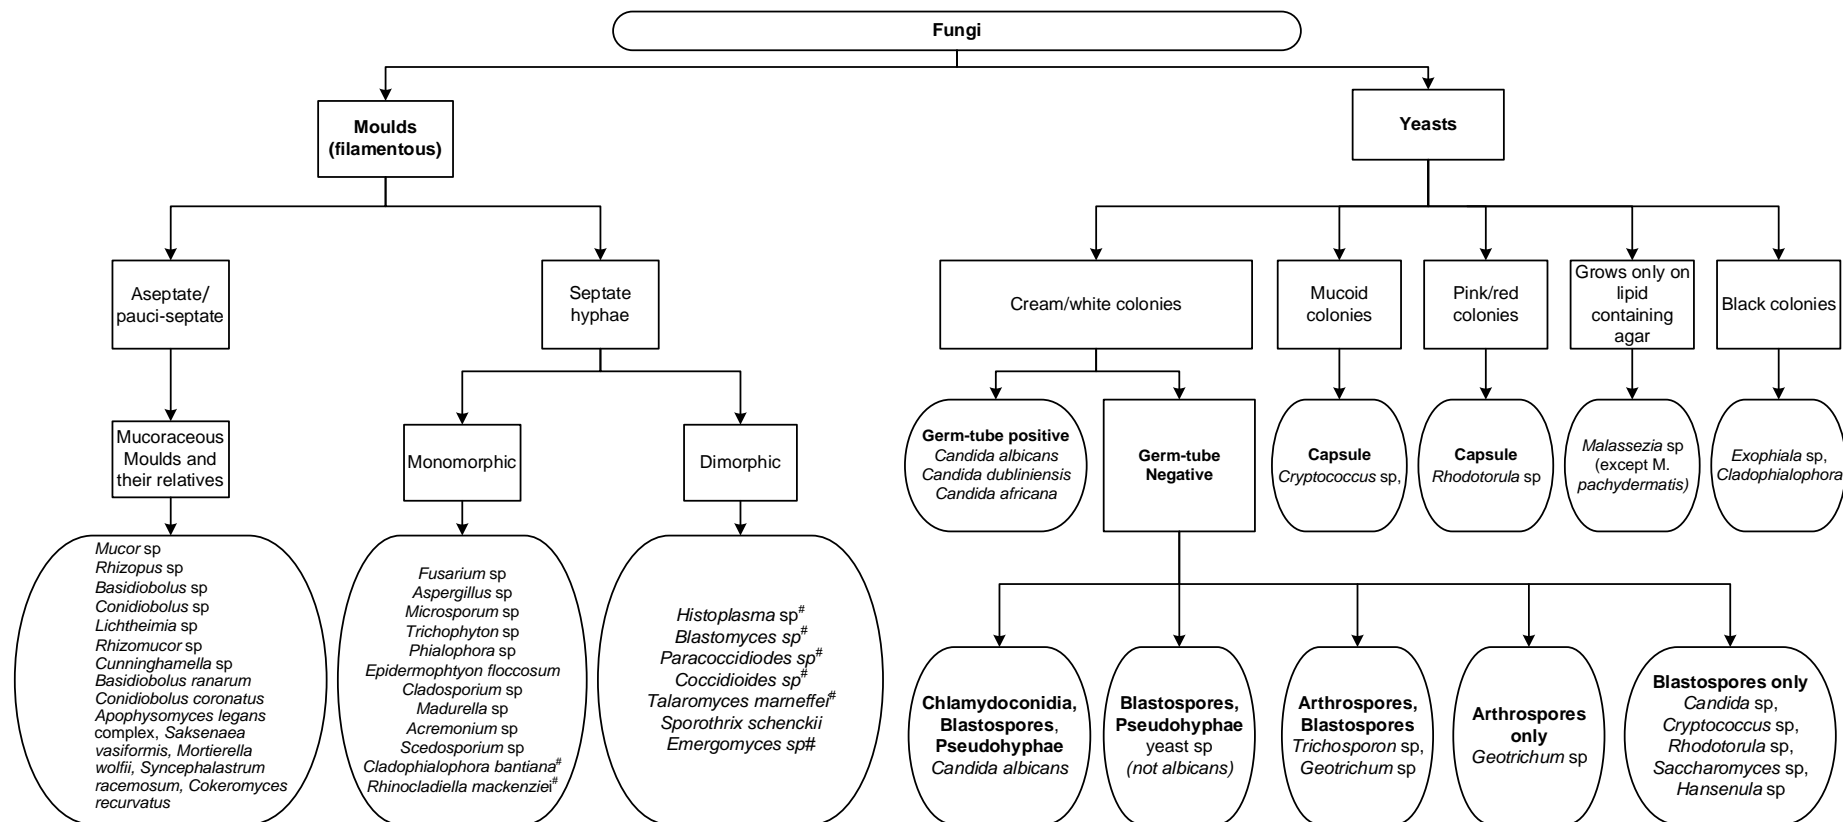 Fungi
Moulds
(filamentous)
Yeasts
Aseptate/
pauci-septate
Septate
hyphae
Cream/white colonies
Mucoid
colonies
Pink/red
colonies
Grows only on
lipid
containing
agar
Black colonies
Mucoraceous
Moulds and
their relatives
Monomorphic
Dimorphic
Germ-tube positive
Candida albicans
Candida dubliniensis
Candida africana
Germ-tube
Negative
Capsule
Cryptococcus sp,
Capsule
Rhodotorula sp
Malassezia sp
(except M.
pachydermatis)
Exophiala sp,
Cladophialophora
Mucor sp
Rhizopus sp
Basidiobolus sp
Conidiobolus sp
Lichtheimia sp
Rhizomucor sp
Cunninghamella sp
Basidiobolus ranarum
Conidiobolus coronatus
Apophysomyces legans
complex, Saksenaea
vasiformis, Mortierella
wolfii, Syncephalastrum
racemosum, Cokeromyces
recurvatus
Fusarium sp
Aspergillus sp
Microsporum sp
Trichophyton sp
Phialophora sp
Epidermophtyon floccosum
Cladosporium sp
Madurella sp
Acremonium sp
Scedosporium sp
Cladophialophora bantiana#
Rhinocladiella mackenziei#
Histoplasma sp#
Blastomyces sp#
Paracoccidiodes sp#
Coccidioides sp#
Talaromyces marneffei#
Sporothrix schenckii
Emergomyces sp#
Chlamydoconidia,
Blastospores,
Pseudohyphae
Candida albicans
Blastospores,
Pseudohyphae
yeast sp
(not albicans)
Arthrospores,
Blastospores
Trichosporon sp,
Geotrichum sp
Arthrospores
only
Geotrichum sp
Blastospores only
Candida sp,
Cryptococcus sp,
Rhodotorula sp,
Saccharomyces sp,
Hansenula sp